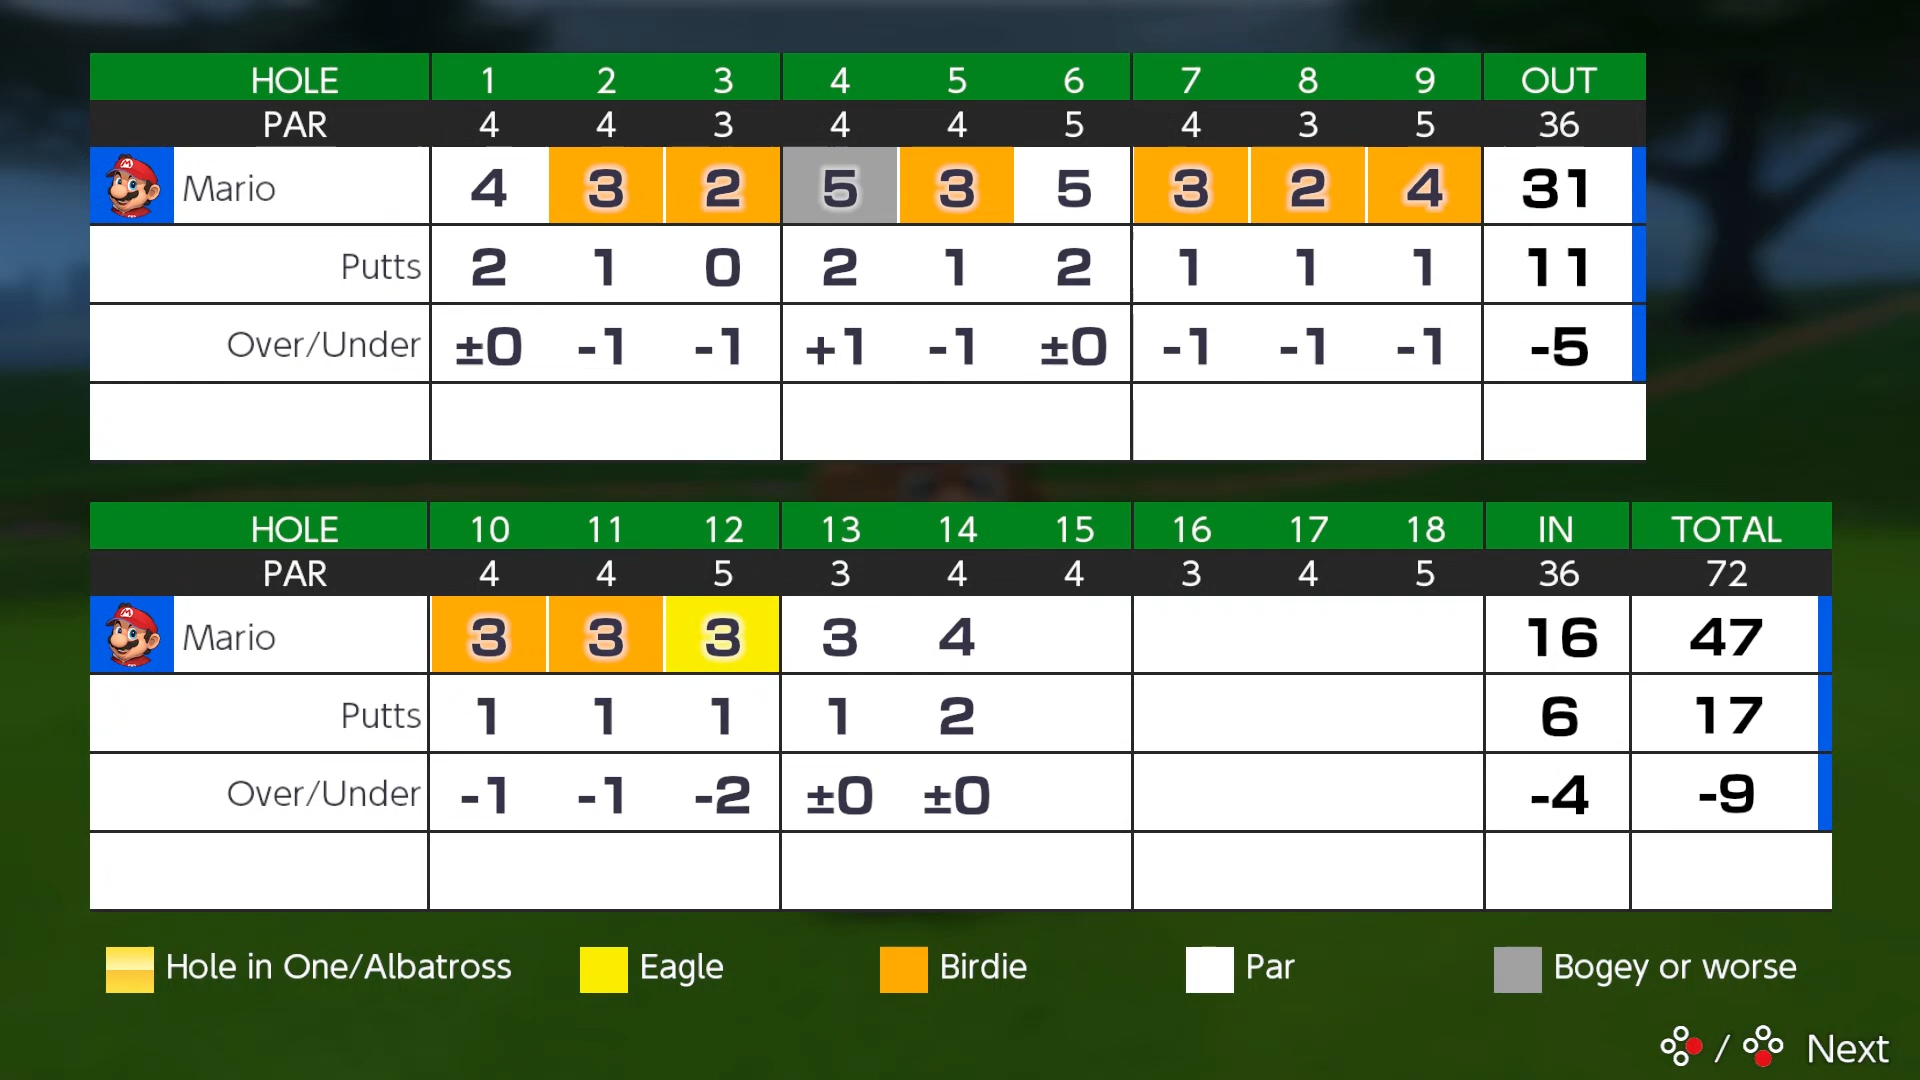 HOLE 1 2 3 4 5 6 7 8 9 OUT
PAR 4 4 3 4 4 5 4 3 5 36
Mario 4 3 2 5 3 5 3 2 4 31
Putts 2 1 0 2 1 2 1 1 1 11
Over/Under ±0 -1 -1 +1 -1 ±0 -1 -1 -1 -5
HOLE 10 11 12 13 14 15 16 17 18 IN TOTAL
PAR 4 4 5 3 4 4 3 4 5 36 72
Mario 3 3 3 3 4 16 47
Putts 1 1 1 1 2 6 17
Over/Under -1 -1 -2 ±0 ±0 -4 -9
Hole in One/Albatross Eagle Birdie Par Bogey or worse
/ Next